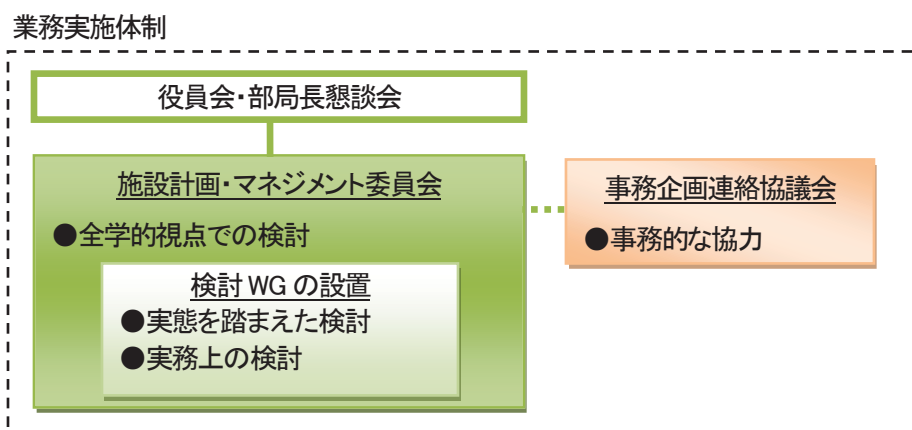 業務実施体制
役員会・部局長懇談会
施設計画・マネジメント委員会
●全学的視点での検討
検討 WG の設置
●実態を踏まえた検討
●実務上の検討
事務企画連絡協議会
●事務的な協力